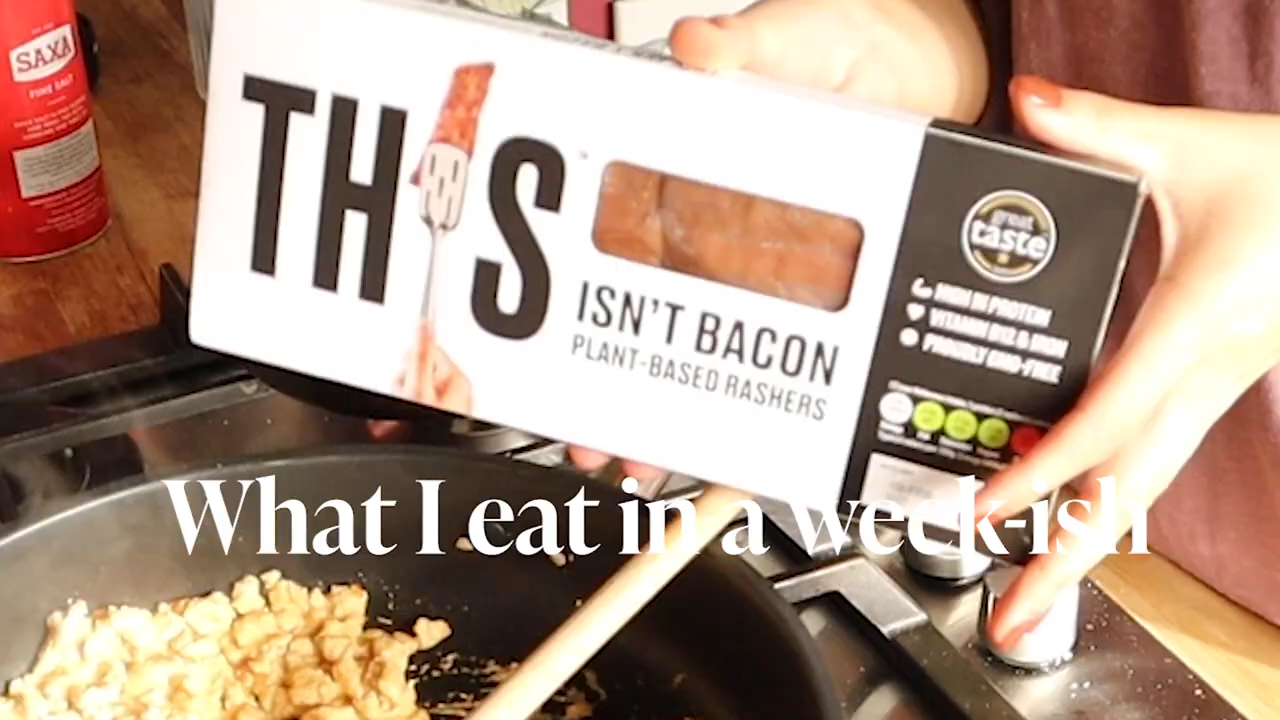 SAXA
FINE SALT
TH S
ISN'T BACON
PLANT-BASED RASHERS
great
taste
HIGH IN PROTEIN
VITAMIN B12 & IRON
PROUDLY GMO-FREE
What I eat in a week-ish